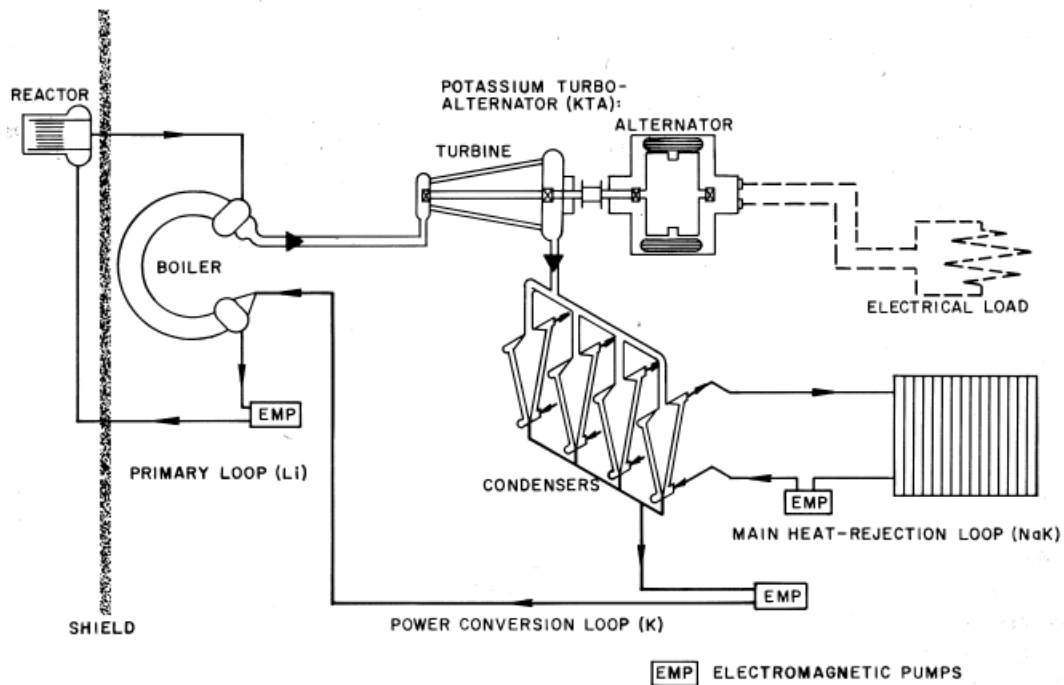 REACTOR
POTASSIUM TURBO-
ALTERNATOR (KTA):
ALTERNATOR
TURBINE
BOILER
ELECTRICAL LOAD
EMP
PRIMARY LOOP (Li)
CONDENSERS
EMP
MAIN HEAT-REJECTION LOOP (NaK)
EMP
SHIELD
POWER CONVERSION LOOP (K)
EMP ELECTROMAGNETIC PUMPS